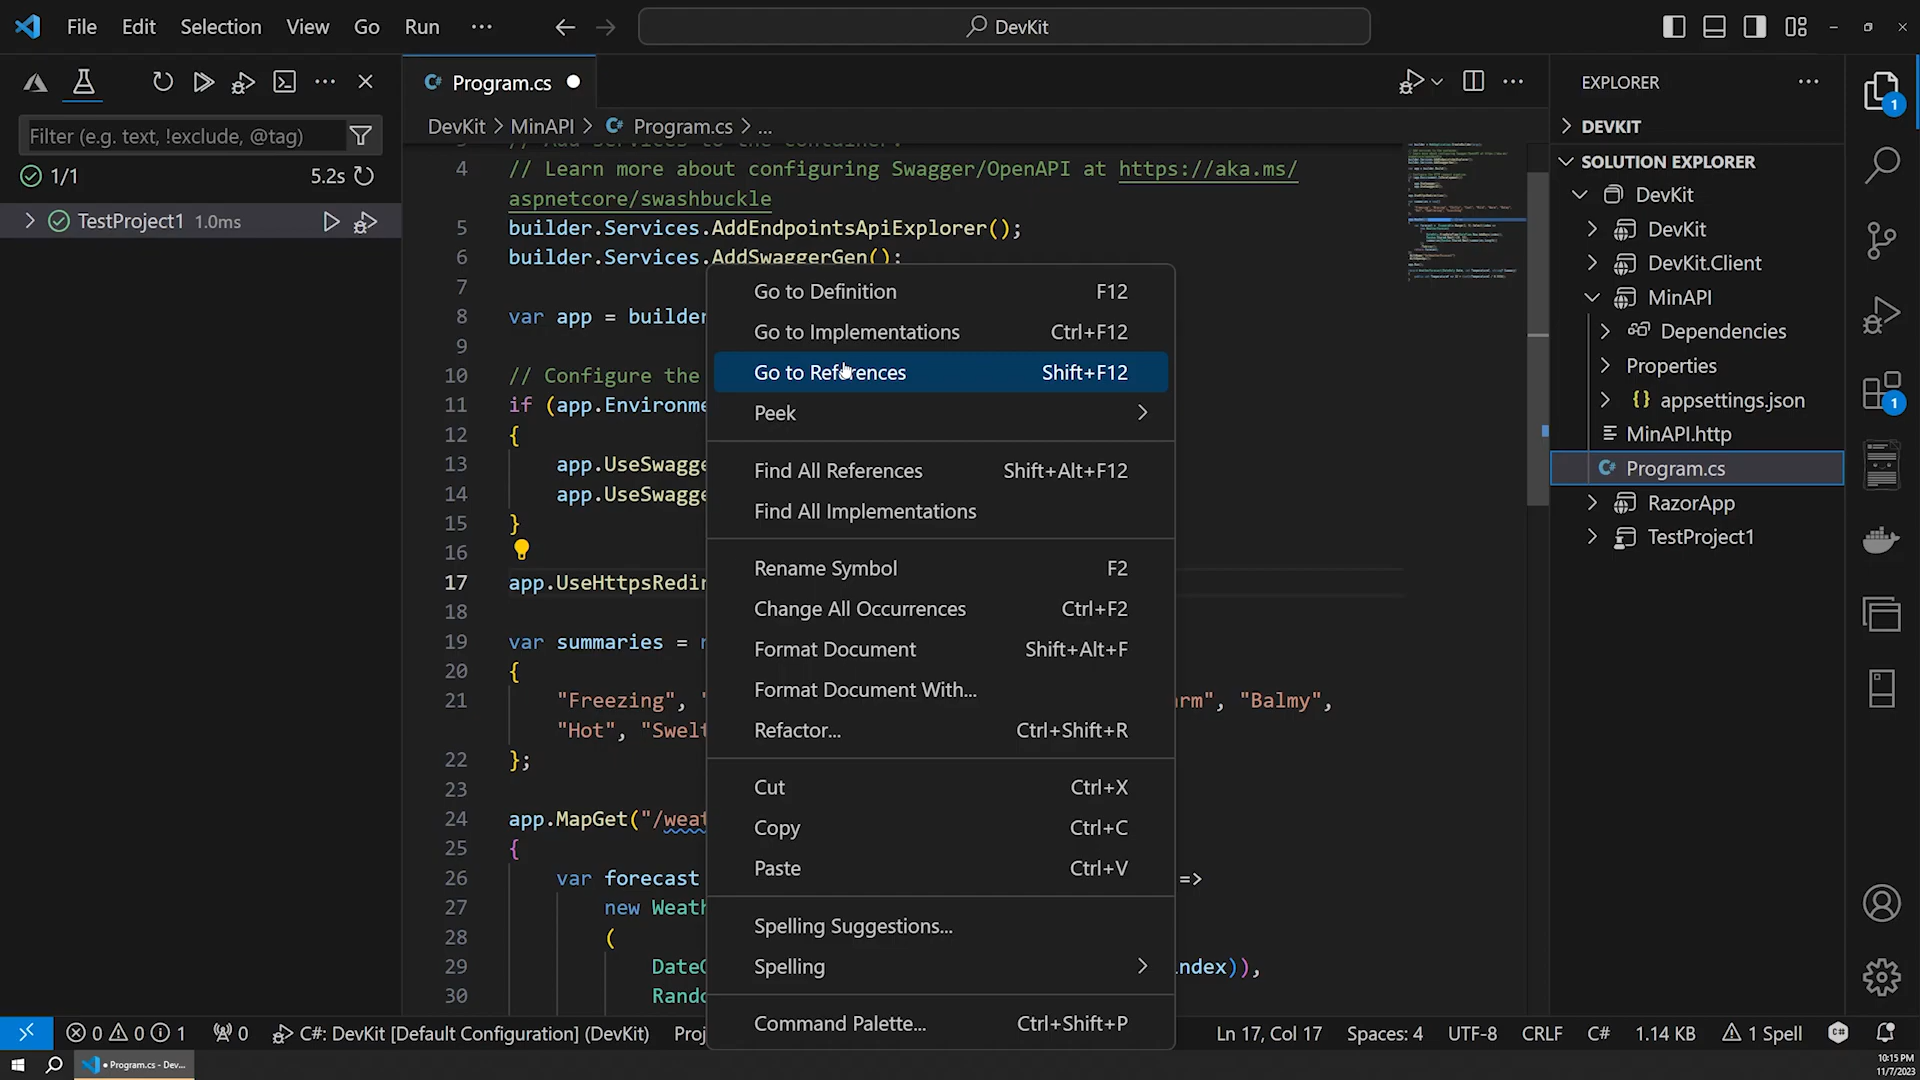 File Edit Selection View Go Run ...
DevKit
Filter (e.g. text, !exclude, @tag)
1/1 5.2s
TestProject1 1.0ms
C# Program.cs
DevKit > MinAPI > C# Program.cs > ...
4 // Learn more about configuring Swagger/OpenAPI at https://aka.ms/
aspnetcore/swashbuckle
5 builder.Services.AddEndpointsApiExplorer();
6 builder.Services.AddSwaggerGen();
7
8 var app = builder
9
10 // Configure the
11 if (app.Environme
12 {
13 app.UseSwagge
14 app.UseSwagge
15 }
16
17 app.UseHttpsRedir
18
19 var summaries = n
20 {
21 "Freezing", " rm", "Balmy",
"Hot", "Swelt
22 };
23
24 app.MapGet("/weat
25 {
26 var forecast =>
27 new Weath
28 (
29 DateO ndex)),
30 Rando
Go to Definition F12
Go to Implementations Ctrl+F12
Go to References Shift+F12
Peek
Find All References Shift+Alt+F12
Find All Implementations
Rename Symbol F2
Change All Occurrences Ctrl+F2
Format Document Shift+Alt+F
Format Document With...
Refactor... Ctrl+Shift+R
Cut Ctrl+X
Copy Ctrl+C
Paste Ctrl+V
Spelling Suggestions...
Spelling
Command Palette... Ctrl+Shift+P
EXPLORER ...
DEVKIT
SOLUTION EXPLORER
DevKit
DevKit
DevKit.Client
MinAPI
Dependencies
Properties
{} appsettings.json
MinAPI.http
C# Program.cs
RazorApp
TestProject1
1
1
0 0 1 0 C#: DevKit [Default Configuration] (DevKit) Proj Ln 17, Col 17 Spaces: 4 UTF-8 CRLF C# 1.14 KB 1 Spell
● Program.cs - Dev...
10:15 PM
11/7/2023